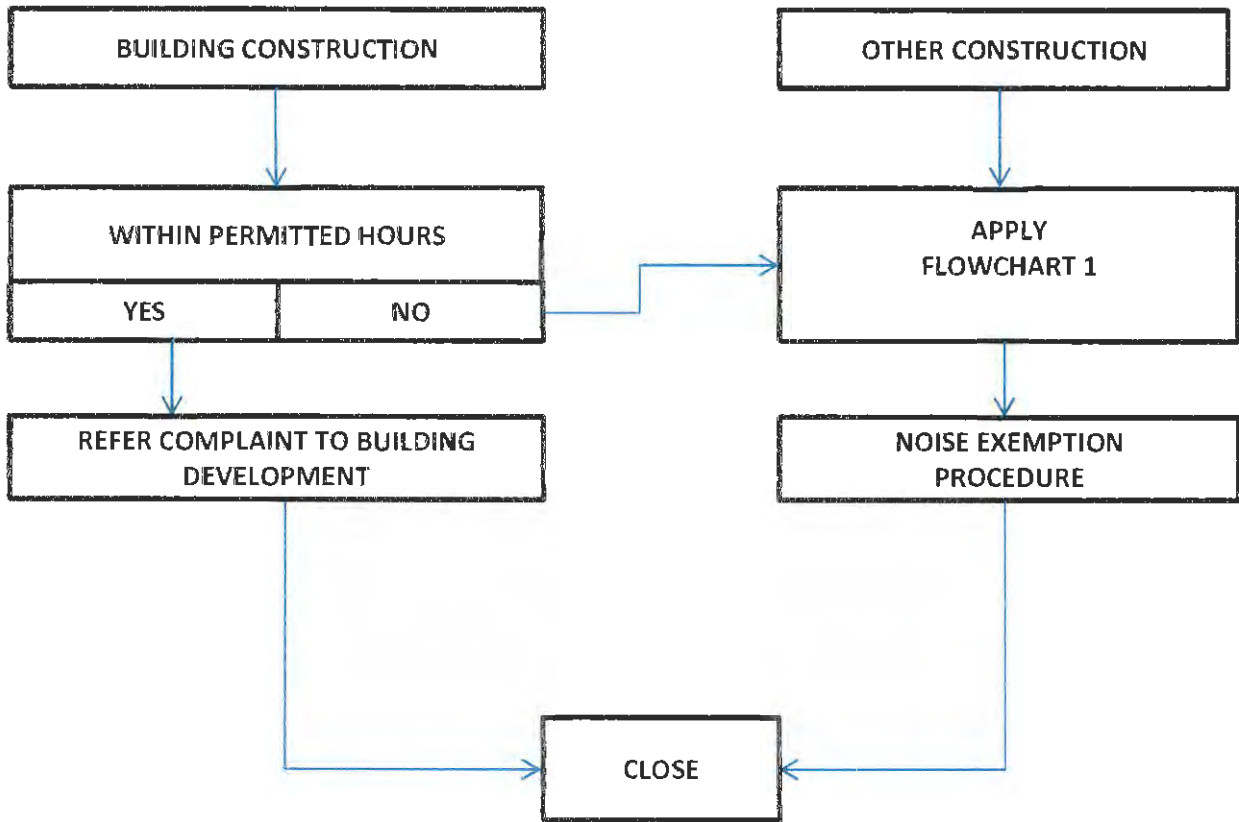 BUILDING CONSTRUCTION
OTHER CONSTRUCTION
WITHIN PERMITTED HOURS
YES
NO
APPLY
FLOWCHART 1
REFER COMPLAINT TO BUILDING
DEVELOPMENT
NOISE EXEMPTION
PROCEDURE
CLOSE